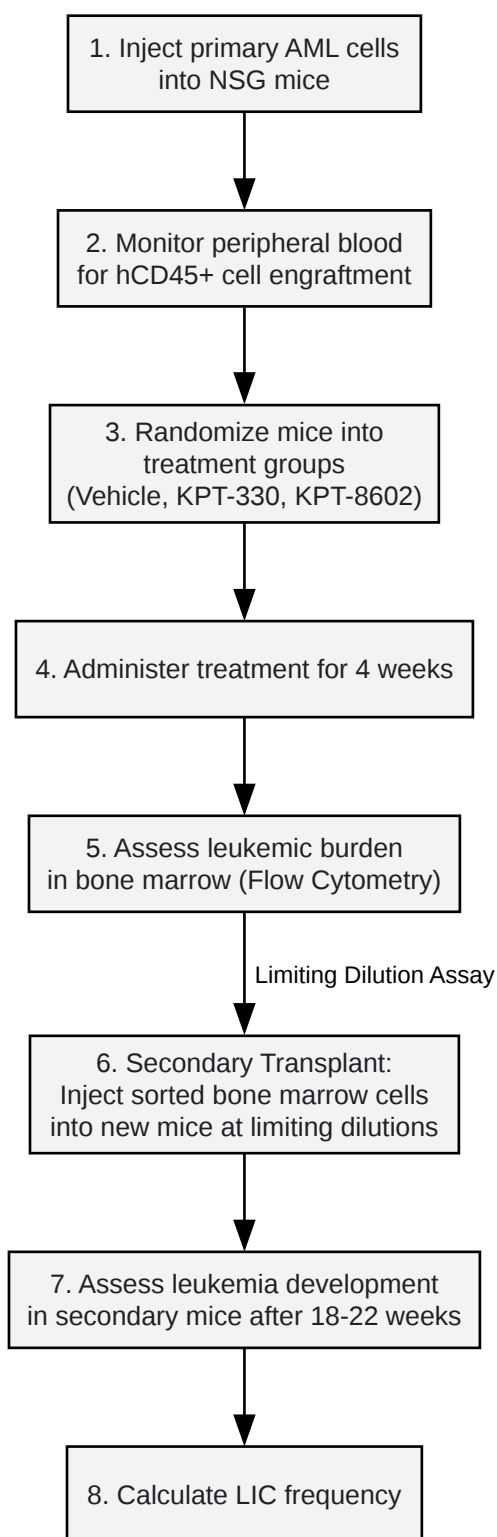 1. Inject primary AML cells
into NSG mice
2. Monitor peripheral blood
for hCD45+ cell engraftment
3. Randomize mice into
treatment groups
(Vehicle, KPT-330, KPT-8602)
4. Administer treatment for 4 weeks
5. Assess leukemic burden
in bone marrow (Flow Cytometry)
Limiting Dilution Assay
6. Secondary Transplant:
Inject sorted bone marrow cells
into new mice at limiting dilutions
7. Assess leukemia development
in secondary mice after 18-22 weeks
8. Calculate LIC frequency